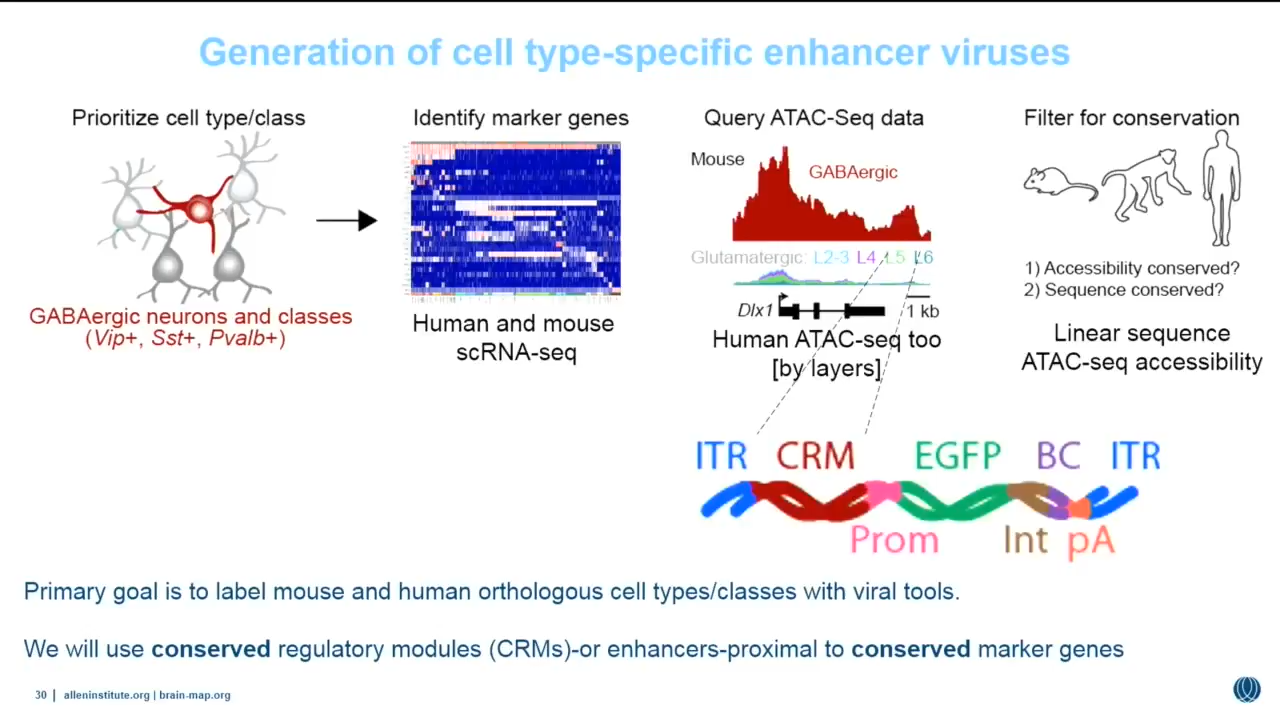 Generation of cell type-specific enhancer viruses
Prioritize cell type/class
GABAergic neurons and classes
(Vip+, Sst+, Pvalb+)
Identify marker genes
Human and mouse
scRNA-seq
Query ATAC-Seq data
Mouse
GABAergic
Glutamatergic: L2-3 L4 L5 L6
Dlx1
1 kb
Human ATAC-seq too
[by layers]
Filter for conservation
1) Accessibility conserved?
2) Sequence conserved?
Linear sequence
ATAC-seq accessibility
ITR CRM EGFP BC ITR
Prom Int pA
Primary goal is to label mouse and human orthologous cell types/classes with viral tools.
We will use conserved regulatory modules (CRMs)-or enhancers-proximal to conserved marker genes
30 | alleninstitute.org | brain-map.org